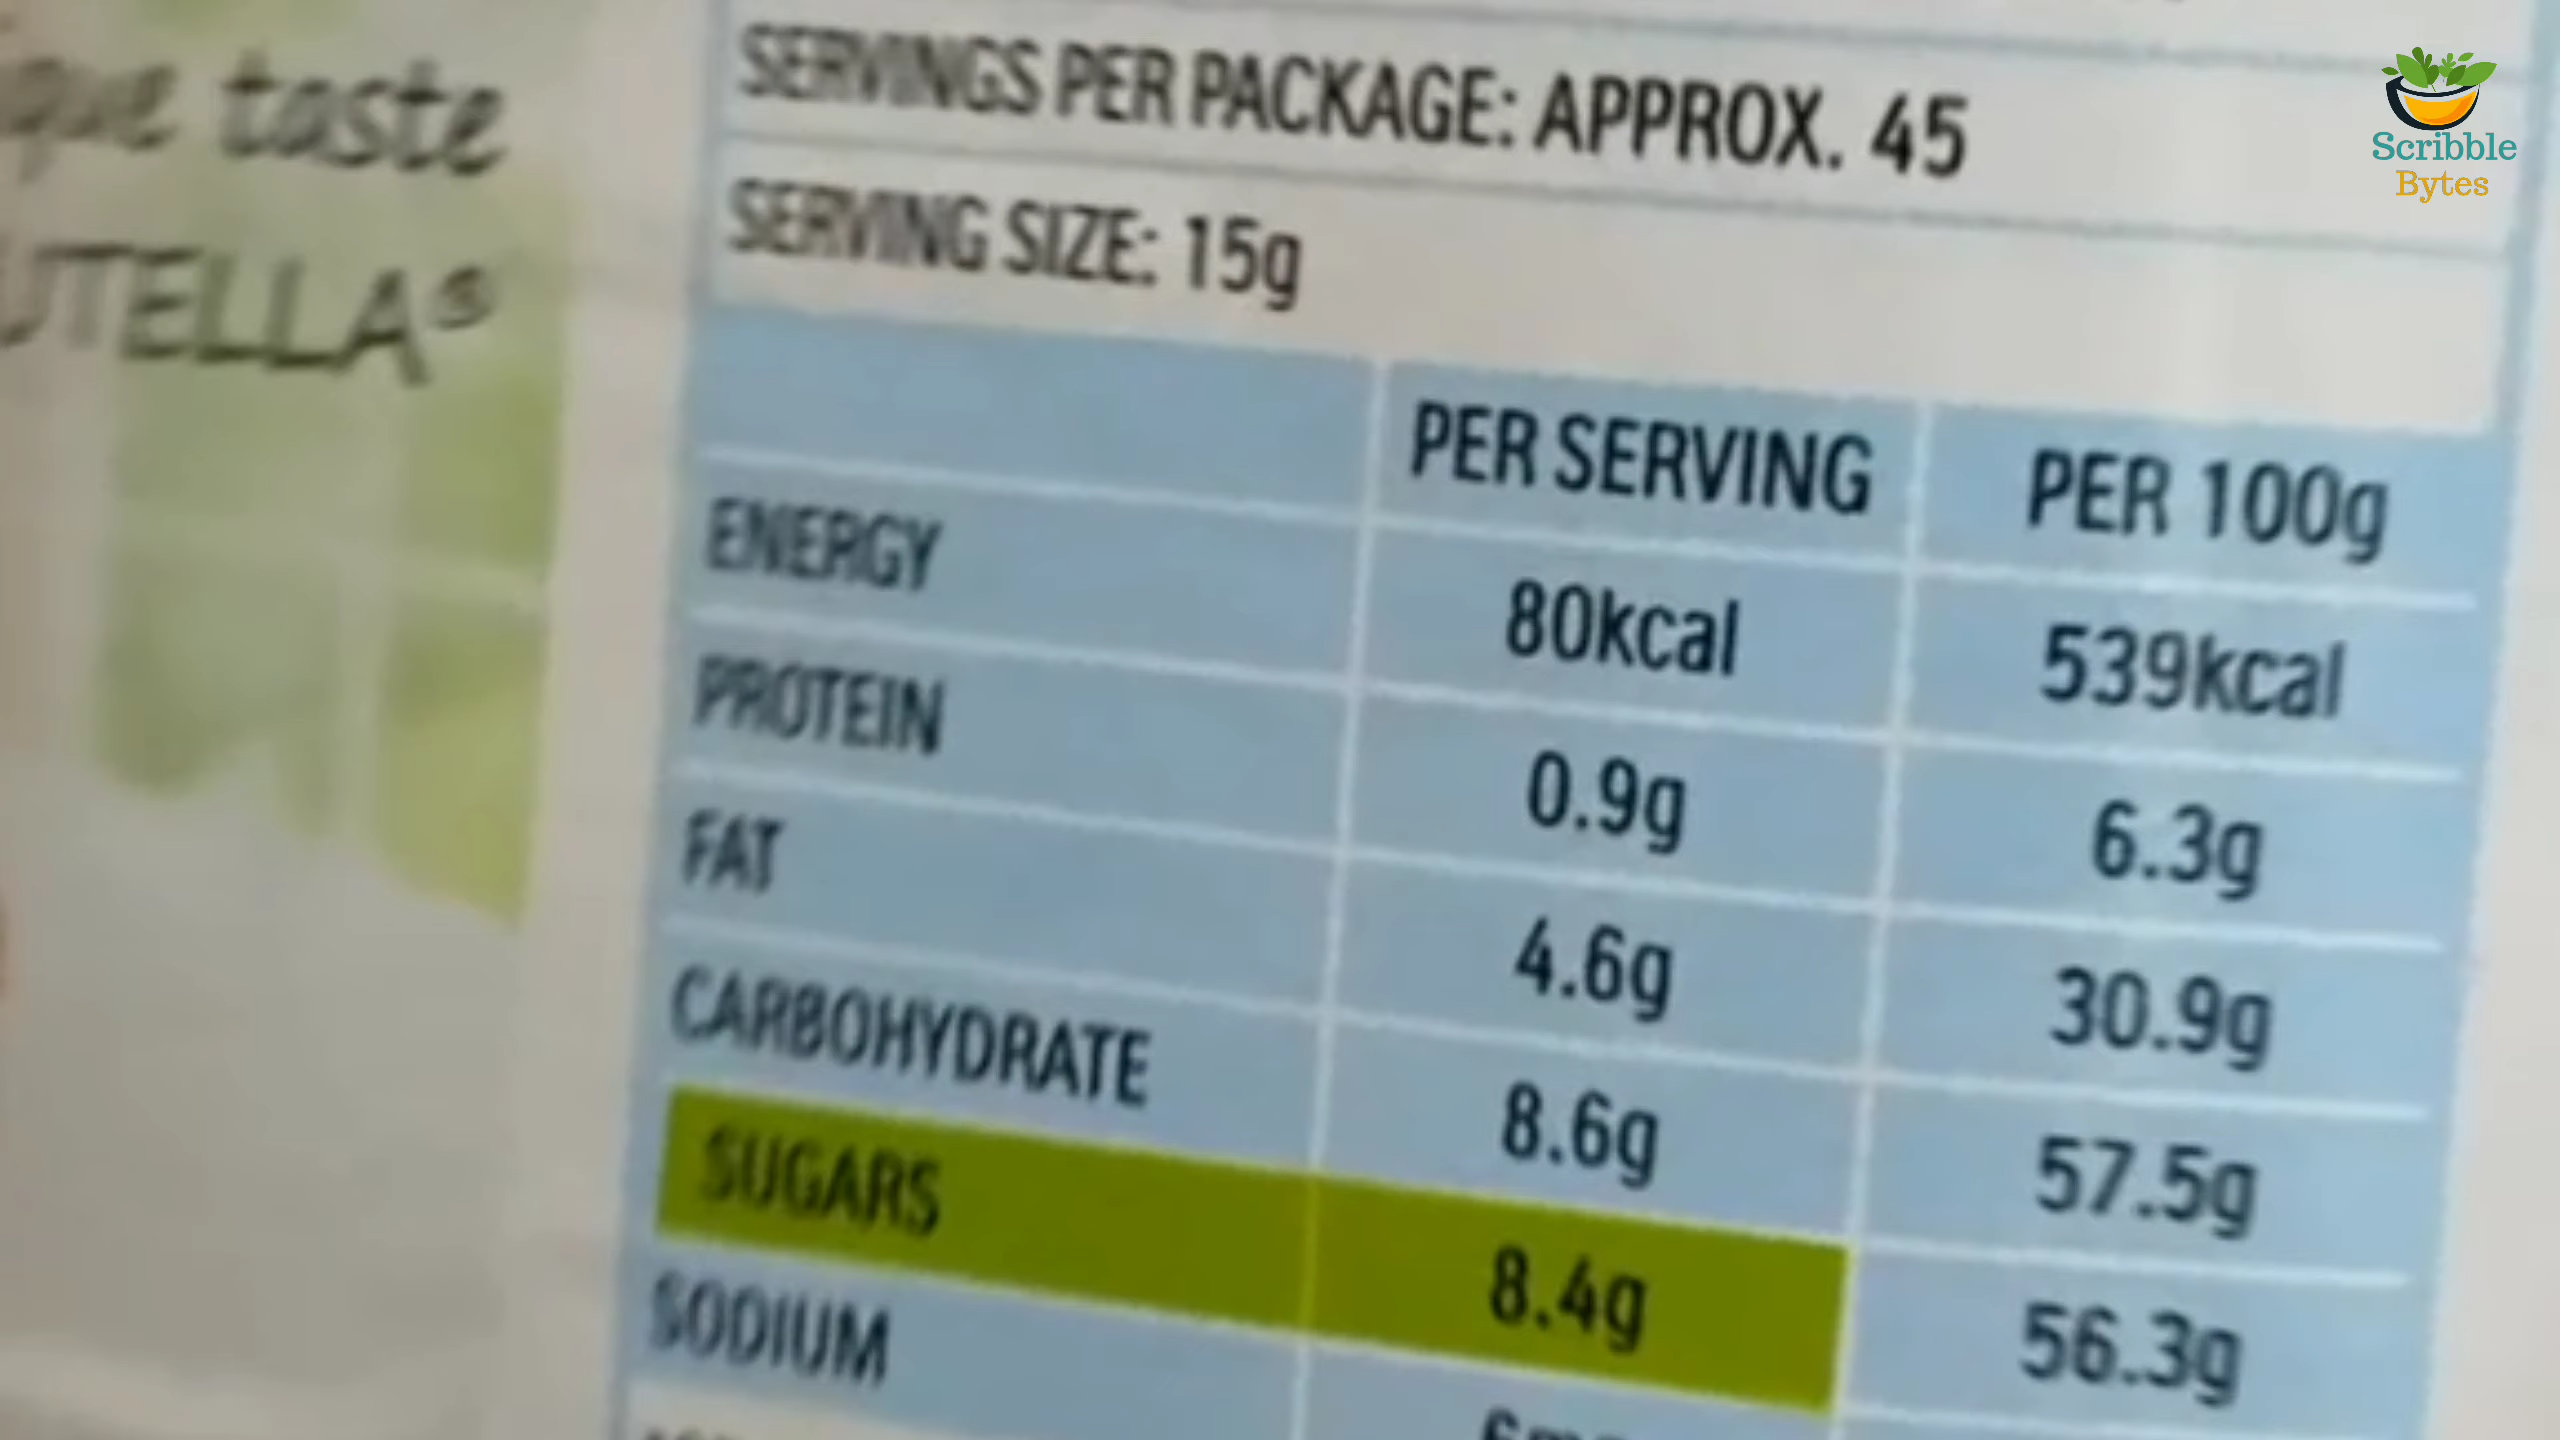 taste
SERVINGS PER PACKAGE: APPROX. 45
SERVING SIZE: 15g
PER SERVING PER 100g
ENERGY 80kcal 539kcal
PROTEIN 0.9g 6.3g
FAT 4.6g 30.9g
CARBOHYDRATE 8.6g 57.5g
SUGARS 8.4g 56.3g
SODIUM
Scribble
Bytes